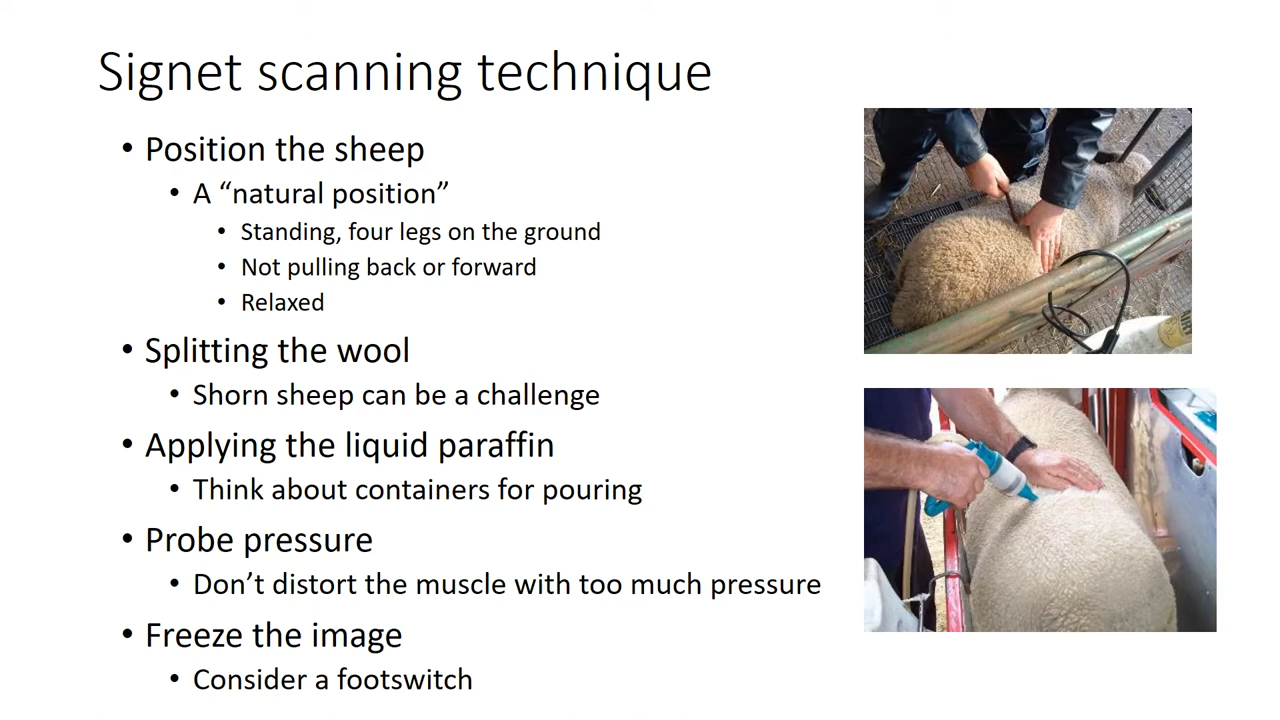 Signet scanning technique
• Position the sheep
• A “natural position”
• Standing, four legs on the ground
• Not pulling back or forward
• Relaxed
• Splitting the wool
• Shorn sheep can be a challenge
• Applying the liquid paraffin
• Think about containers for pouring
• Probe pressure
• Don’t distort the muscle with too much pressure
• Freeze the image
• Consider a footswitch